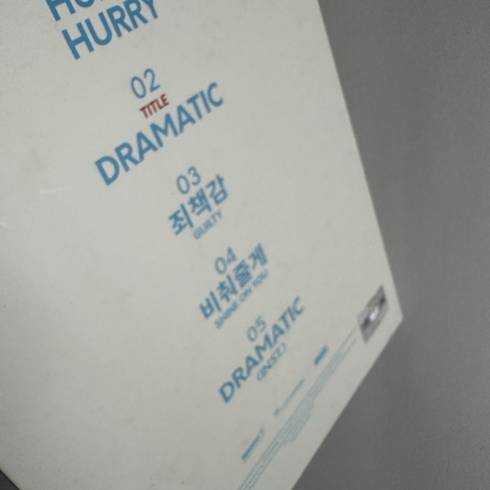 HURRY
02
TITLE
DRAMATIC
03
죄책감
GUILTY
04
비춰줄게
SHINE ON YOU
05
DRAMATIC
(INST.)